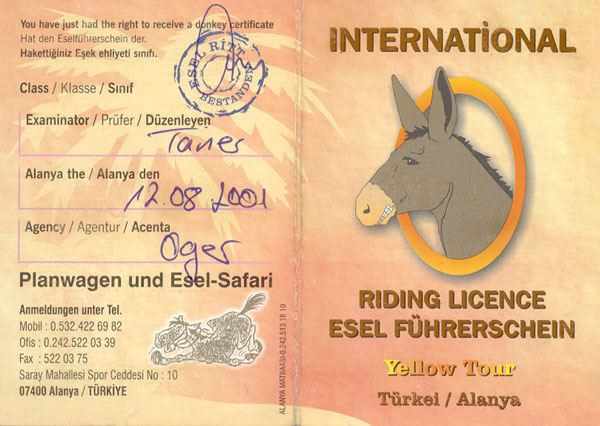 You have just had the right to receive a donkey certificate
Hat den Eselführerschein der.
Hakettiğiniz Eşek ehliyeti sınıfı.
Class / Klasse / Sınıf
ESEL RITT
BESTANDEN
Examinator / Prüfer / Düzenleyen
Taner
Alanya the / Alanya den
12.08 2001
Agency / Agentur / Acenta
Oger
Planwagen und Esel-Safari
Anmeldungen unter Tel.
Mobil : 0.532.422 69 82
Ofis : 0.242.522 03 39
Fax : 522 03 75
Saray Mahallesi Spor Ceddesi No : 10
07400 Alanya / TÜRKİYE
ALANYA MATBAASI-0.242.513 18 10
INTERNATİONAL
RIDING LICENCE
ESEL FÜHRERSCHEIN
Yellow Tour
Türkei / Alanya